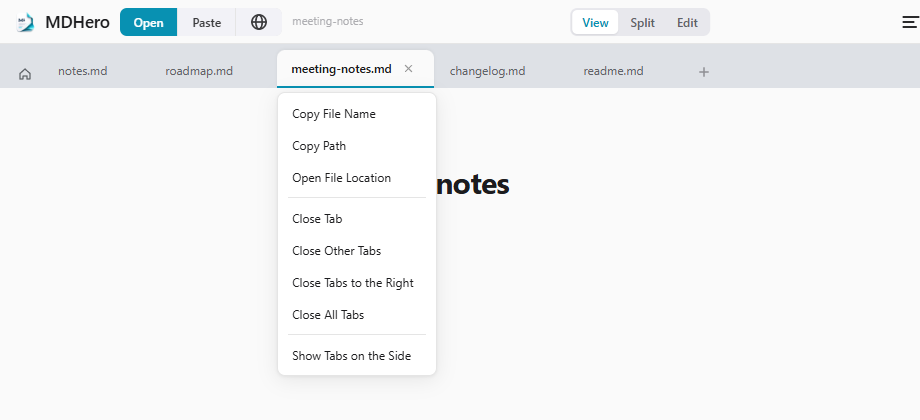 MDHero Open Paste meeting-notes View Split Edit
notes.md roadmap.md meeting-notes.md changelog.md readme.md
Copy File Name
Copy Path
Open File Location
notes
Close Tab
Close Other Tabs
Close Tabs to the Right
Close All Tabs
Show Tabs on the Side